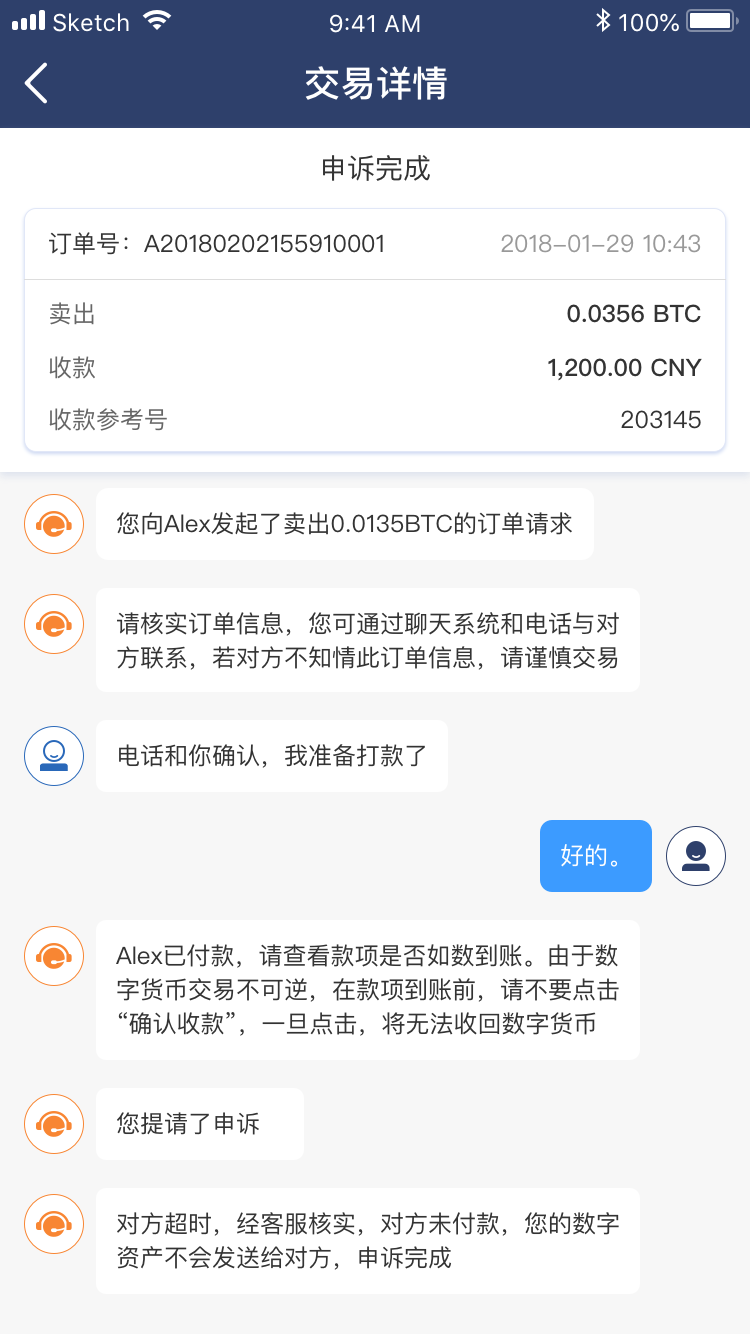 Sketch 9:41 AM 100%
交易详情
申诉完成
订单号：A20180202155910001 2018-01-29 10:43
卖出 0.0356 BTC
收款 1,200.00 CNY
收款参考号 203145
您向Alex发起了卖出0.0135BTC的订单请求
请核实订单信息，您可通过聊天系统和电话与对
方联系，若对方不知情此订单信息，请谨慎交易
电话和你确认，我准备打款了
好的。
Alex已付款，请查看款项是否如数到账。由于数
字货币交易不可逆，在款项到账前，请不要点击
“确认收款”，一旦点击，将无法收回数字货币
您提请了申诉
对方超时，经客服核实，对方未付款，您的数字
资产不会发送给对方，申诉完成